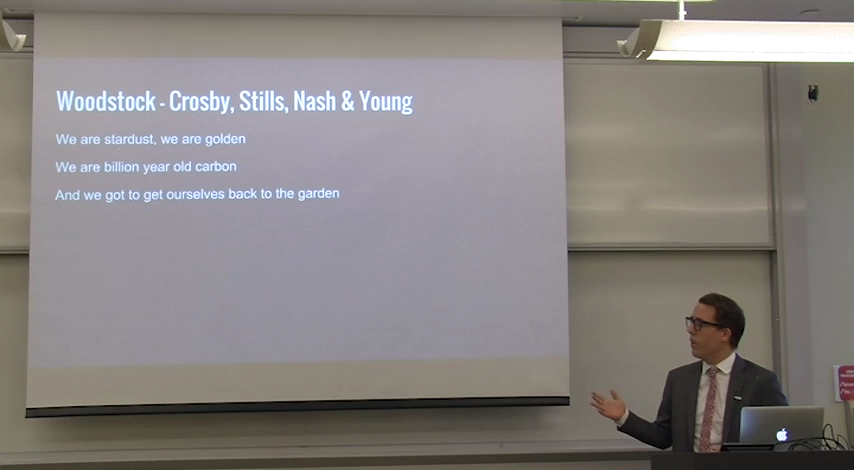 Woodstock - Crosby, Stills, Nash & Young
We are stardust, we are golden
We are billion year old carbon
And we got to get ourselves back to the garden